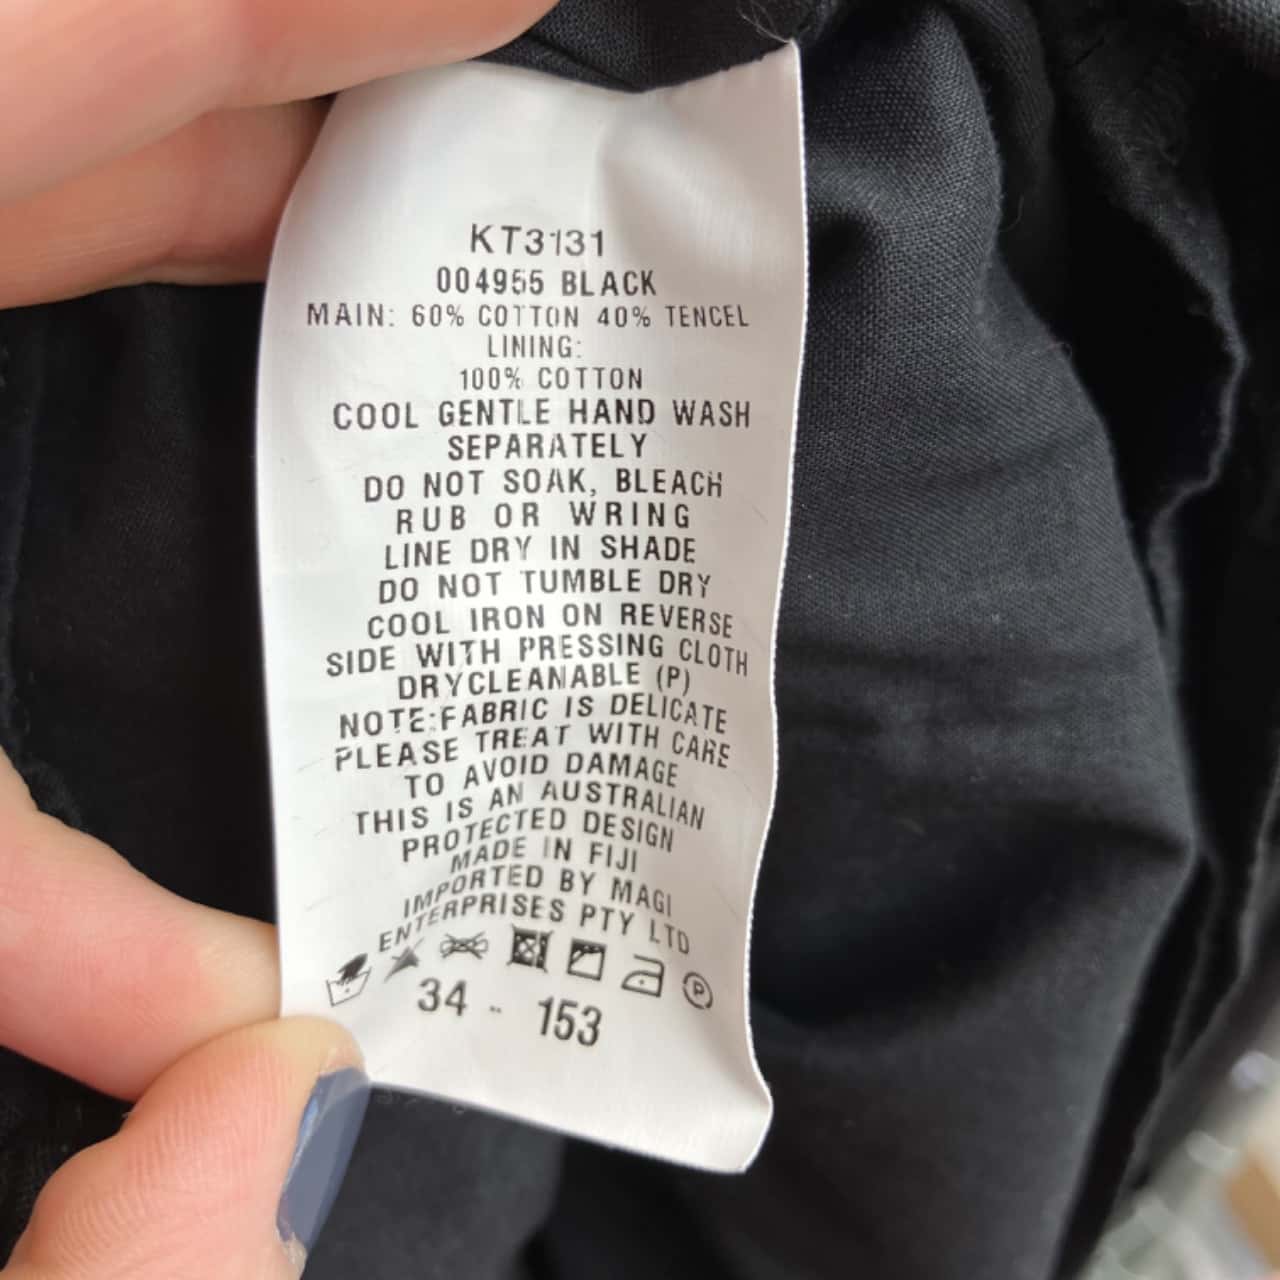 KT3131
004955 BLACK
MAIN: 60% COTTON 40% TENCEL
LINING:
100% COTTON
COOL GENTLE HAND WASH
SEPARATELY
DO NOT SOAK, BLEACH
RUB OR WRING
LINE DRY IN SHADE
DO NOT TUMBLE DRY
COOL IRON ON REVERSE
SIDE WITH PRESSING CLOTH
DRYCLEANABLE (P)
NOTE:FABRIC IS DELICATE
PLEASE TREAT WITH CARE
TO AVOID DAMAGE
THIS IS AN AUSTRALIAN
PROTECTED DESIGN
MADE IN FIJI
IMPORTED BY MAGI
ENTERPRISES PTY LTD
P
34 - 153